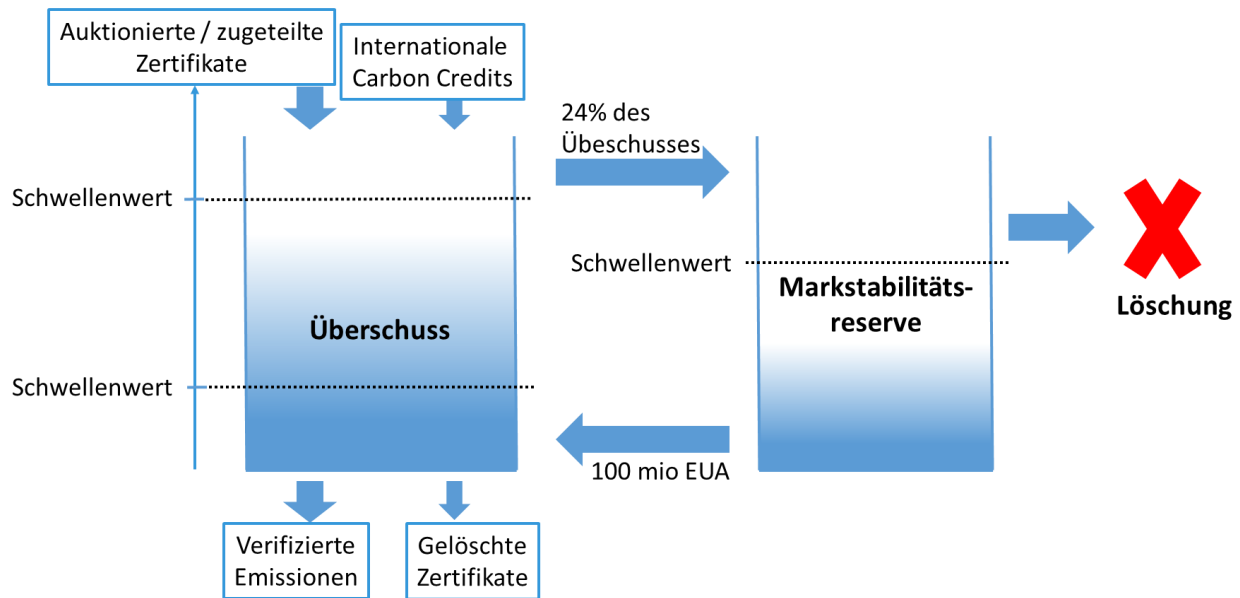 Auktionierte / zugeteilte
Zertifikate
Internationale
Carbon Credits
24% des
Übeschusses
Schwellenwert
Schwellenwert
Markstabilitäts-
reserve
Löschung
Überschuss
Schwellenwert
100 mio EUA
Verifizierte
Emissionen
Gelöschte
Zertifikate